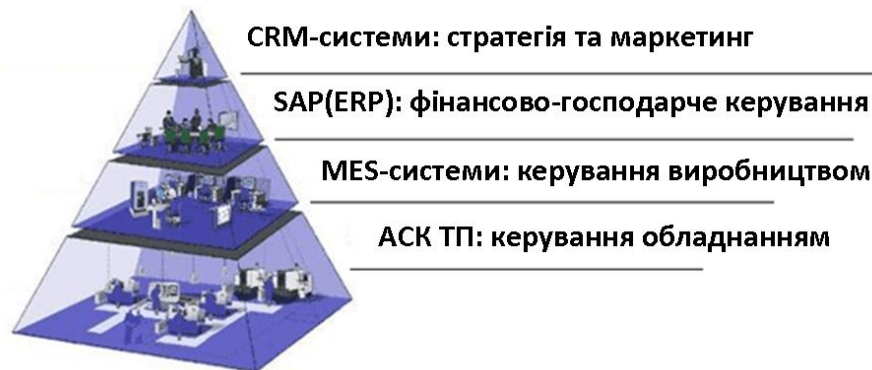 CRM-системи: стратегія та маркетинг
SAP(ERP): фінансово-господарче керування
MES-системи: керування виробництвом
АСК ТП: керування обладнанням